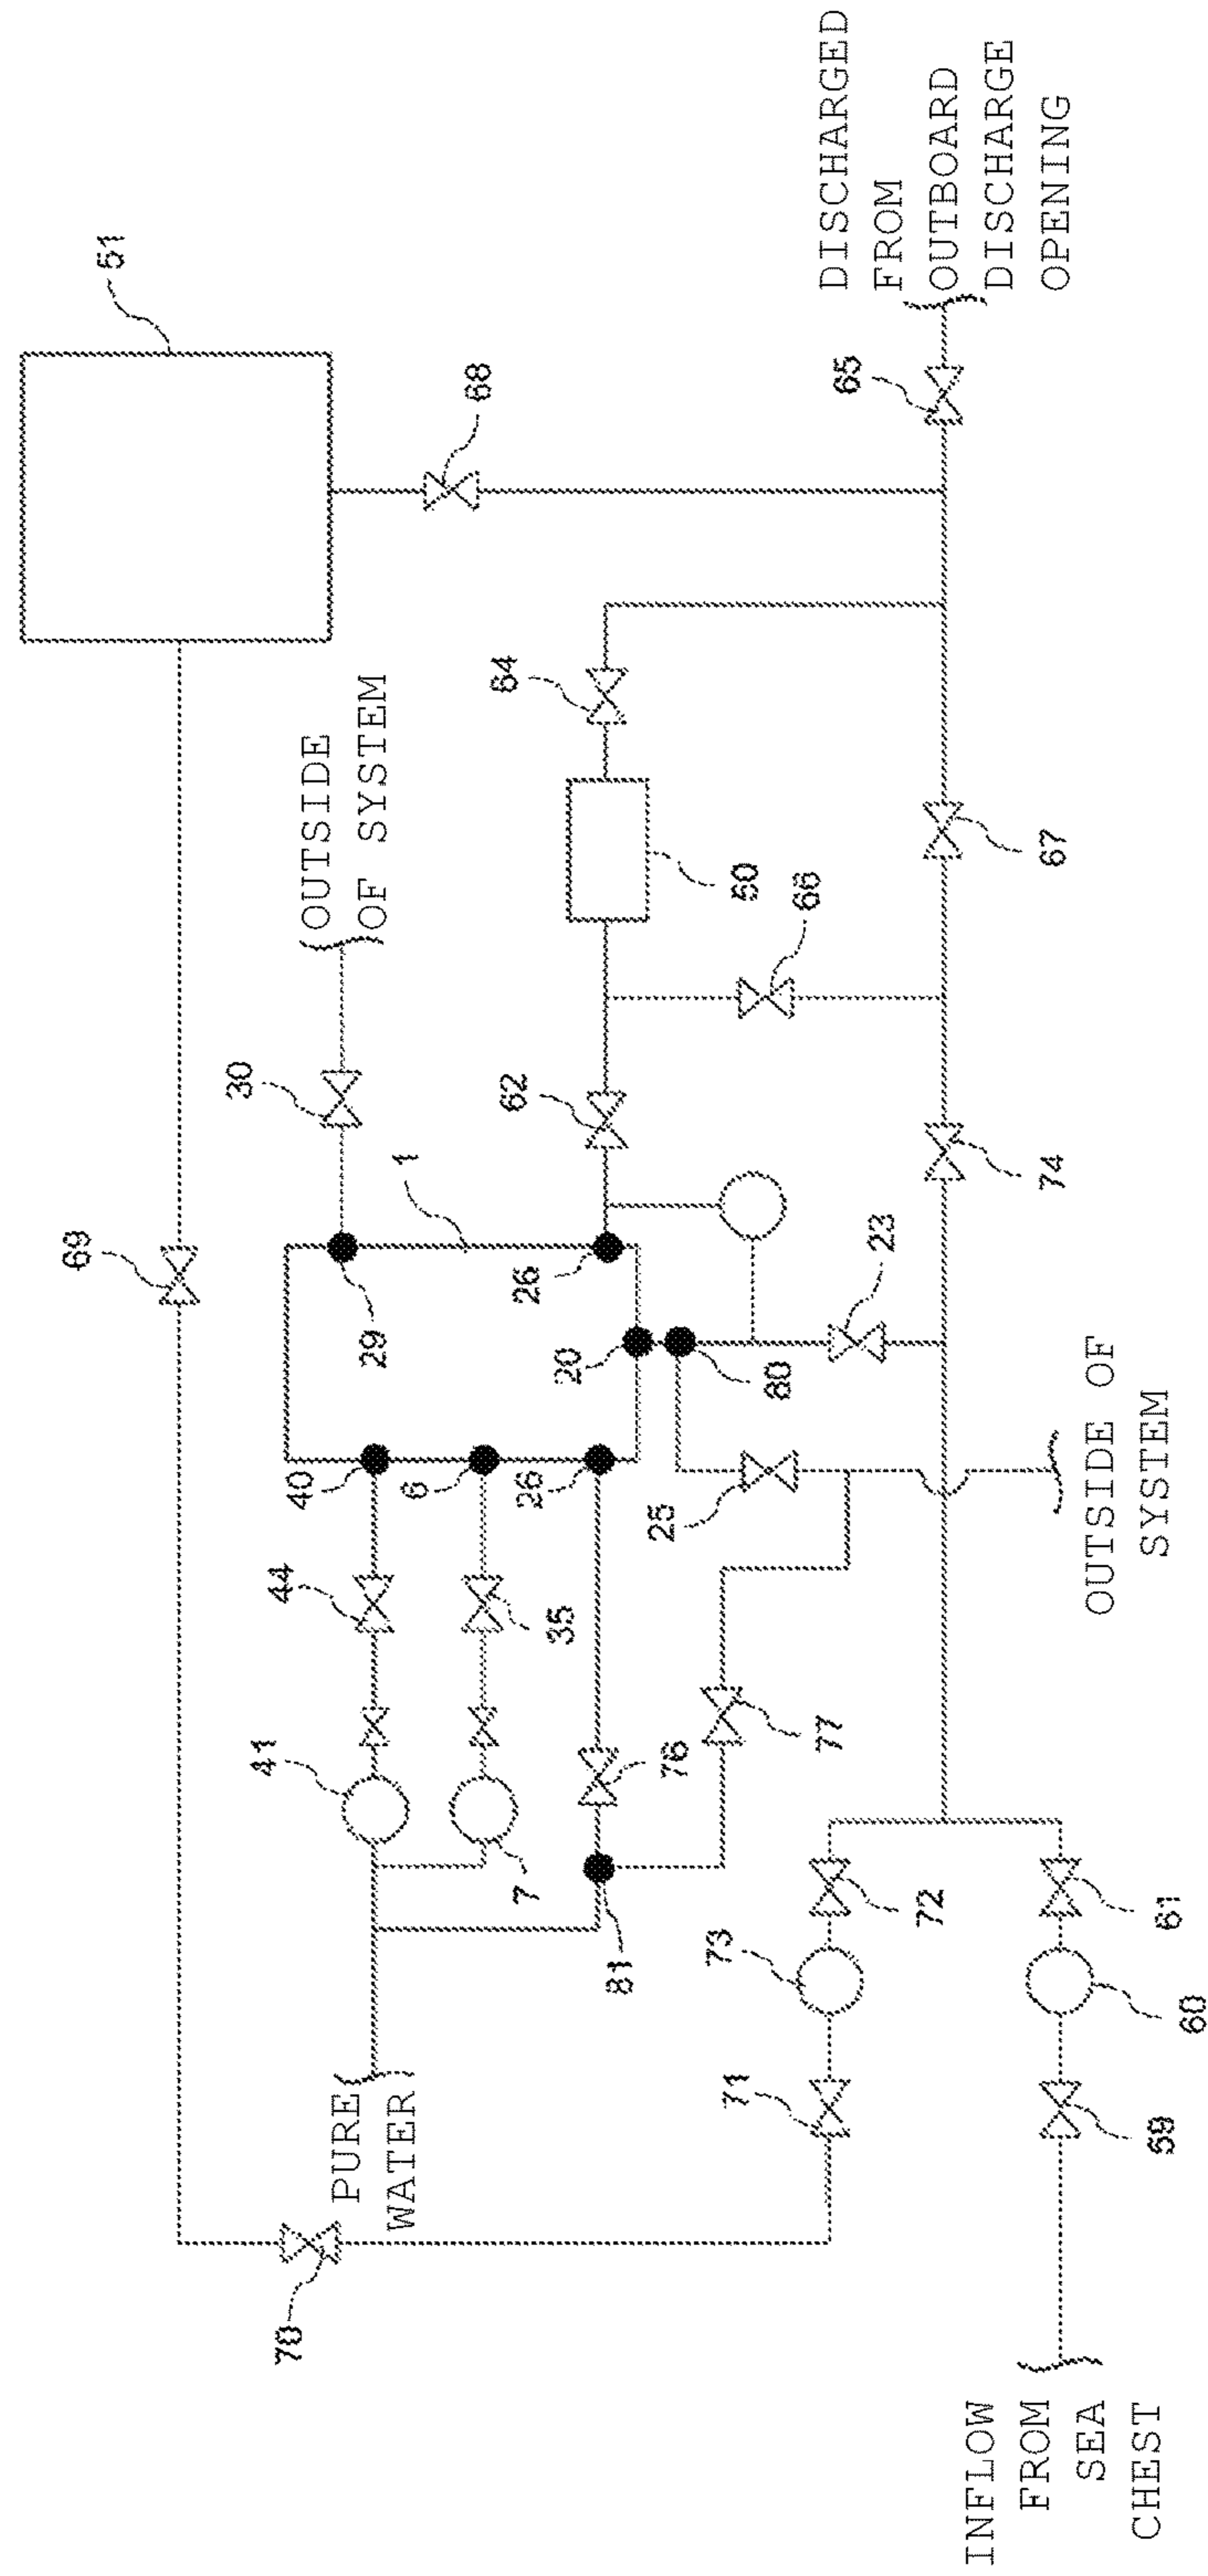 51
69
30
OUTSIDE
OF SYSTEM
70
41
44
40
PURE
WATER
29
1
6
68
64
62
26
26
7
35
20
81
25
76
73
71
50
80
66
77
65
DISCHARGED
FROM
OUTBOARD
DISCHARGE
OPENING
23
72
74
67
INFLOW
FROM
SEA
CHEST
OUTSIDE OF
SYSTEM
59
61
60